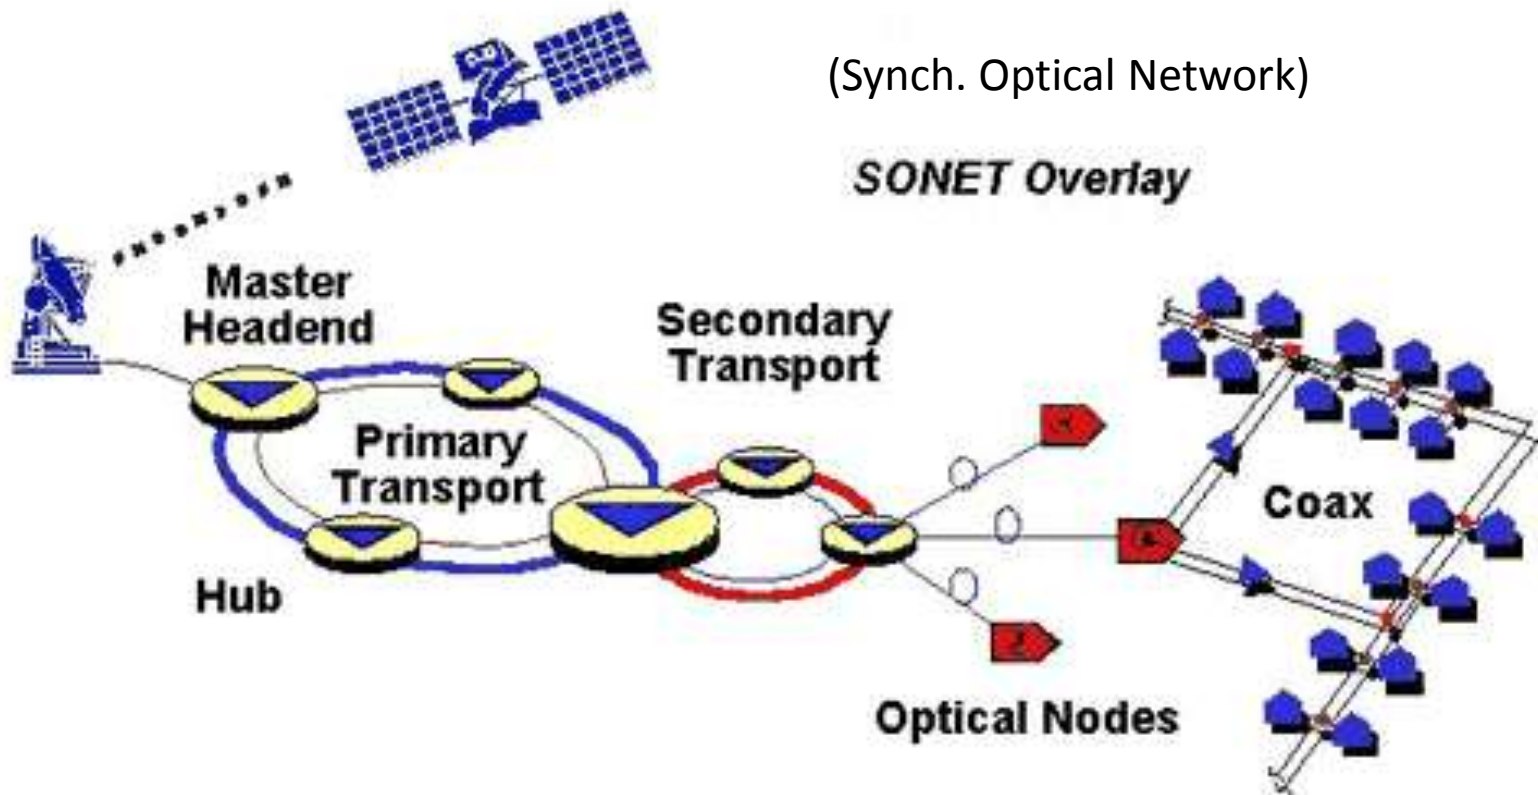 (Synch. Optical Network)
SONET Overlay
Master
Headend
Secondary
Transport
Primary
Transport
Coax
Hub
Optical Nodes